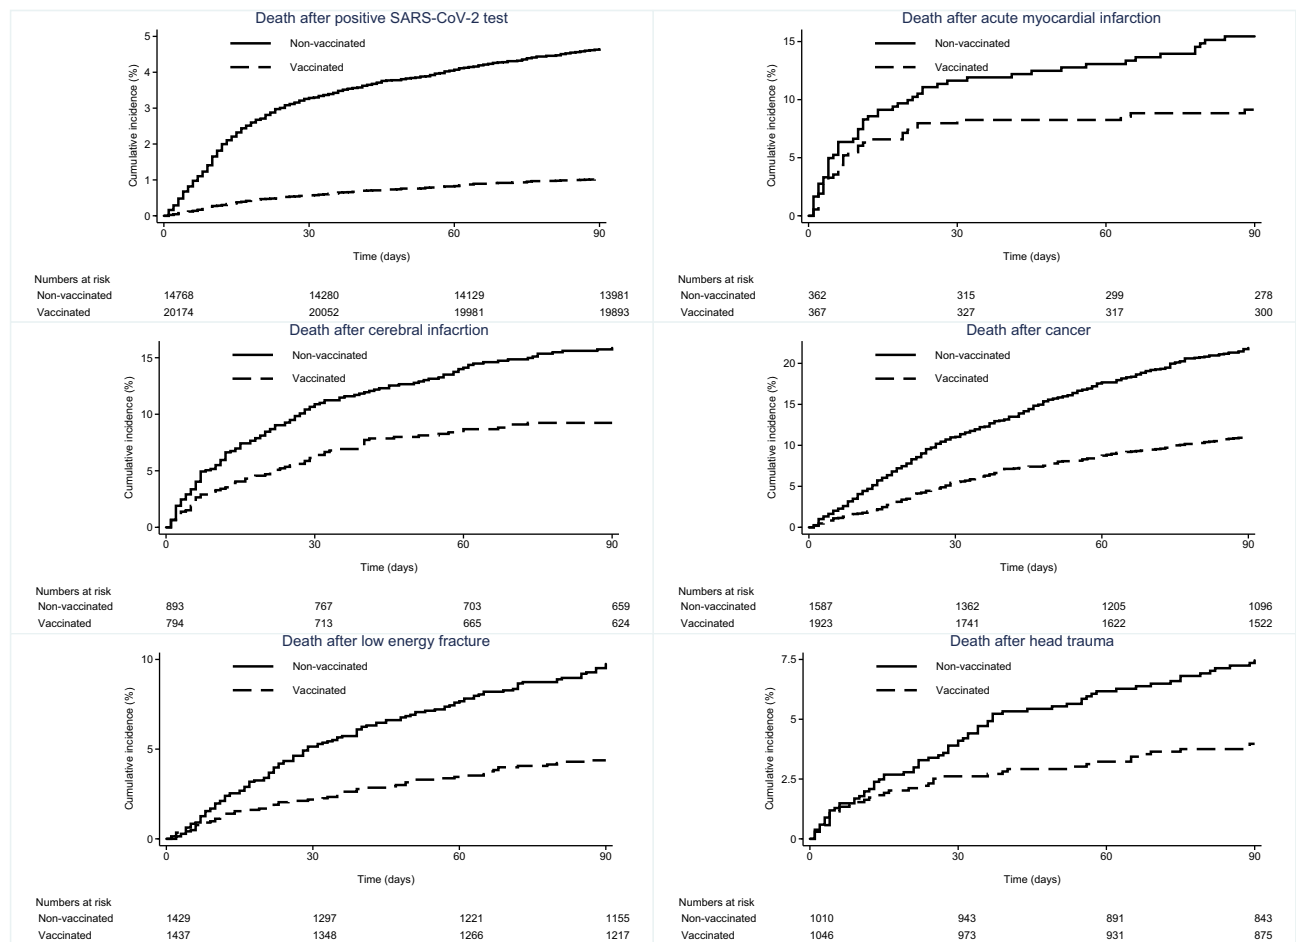 Death after positive SARS-CoV-2 test
5
4
3
2
1
0
Cumulative incidence (%)
Non-vaccinated
Vaccinated
0 30 60 90
Time (days)
Numbers at risk
Non-vaccinated 14768 14280 14129 13981
Vaccinated 20174 20052 19981 19893
Death after acute myocardial infarction
15
10
5
0
Cumulative incidence (%)
Non-vaccinated
Vaccinated
0 30 60 90
Time (days)
Numbers at risk
Non-vaccinated 362 315 299 278
Vaccinated 367 327 317 300
Death after cerebral infacrtion
15
10
5
0
Cumulative incidence (%)
Non-vaccinated
Vaccinated
0 30 60 90
Time (days)
Numbers at risk
Non-vaccinated 893 767 703 659
Vaccinated 794 713 665 624
Death after cancer
20
15
10
5
0
Cumulative incidence (%)
Non-vaccinated
Vaccinated
0 30 60 90
Time (days)
Numbers at risk
Non-vaccinated 1587 1362 1205 1096
Vaccinated 1923 1741 1622 1522
Death after low energy fracture
10
5
0
Cumulative incidence (%)
Non-vaccinated
Vaccinated
0 30 60 90
Time (days)
Numbers at risk
Non-vaccinated 1429 1297 1221 1155
Vaccinated 1437 1348 1266 1217
Death after head trauma
7.5
5
2.5
0
Cumulative incidence (%)
Non-vaccinated
Vaccinated
0 30 60 90
Time (days)
Numbers at risk
Non-vaccinated 1010 943 891 843
Vaccinated 1046 973 931 875